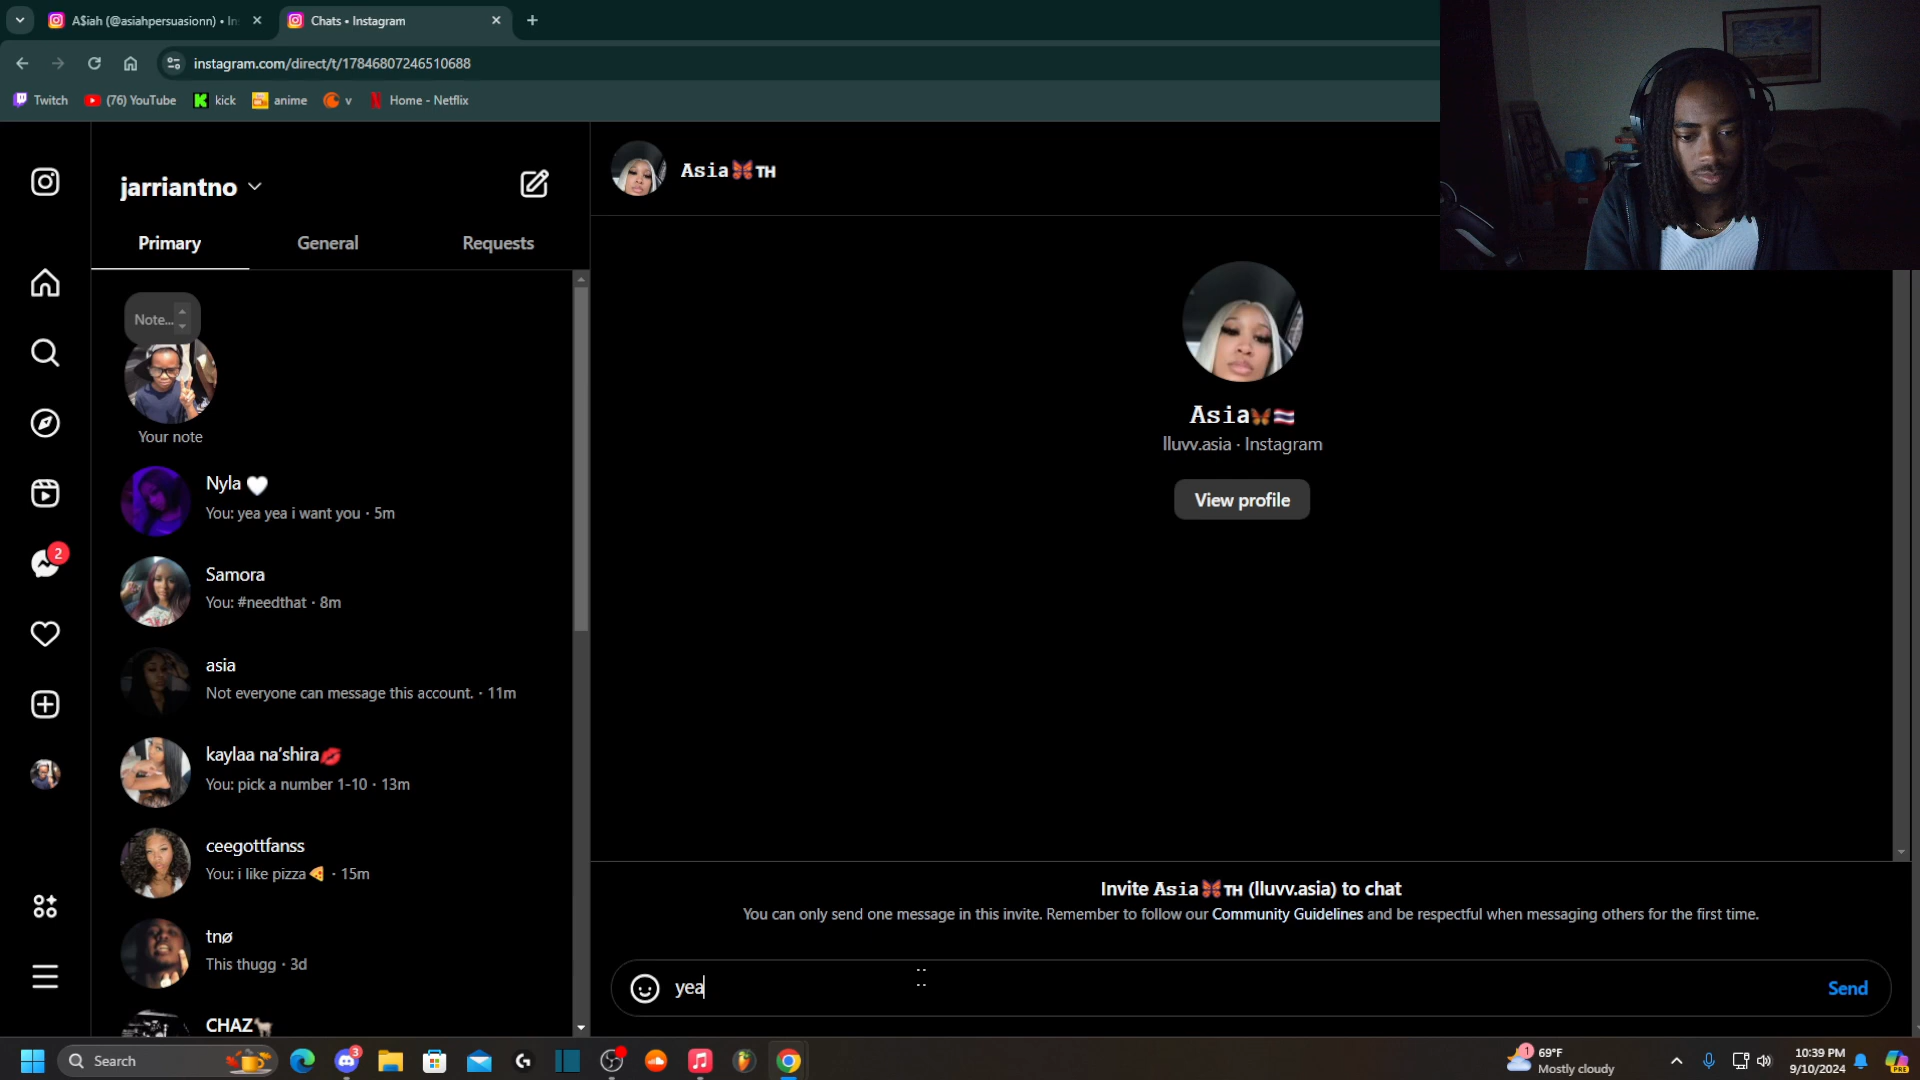 A$iah (@asiahpersuasionn) • In
Chats • Instagram
instagram.com/direct/t/17846807246510688
Twitch
(76) YouTube
kick
anime
v
Home - Netflix
jarriantno
Primary
General
Requests
Note...
Your note
Nyla 🤍
You: yea yea i want you · 5m
Samora
You: #needthat · 8m
asia
Not everyone can message this account. · 11m
kaylaa na'shira💋
You: pick a number 1-10 · 13m
ceegottfanss
You: i like pizza🍕 · 15m
tnø
This thugg · 3d
CHAZ🐐
2
Asia🦋TH
Asia🦋🇹🇭
lluvv.asia · Instagram
View profile
Invite Asia🦋TH (lluvv.asia) to chat
You can only send one message in this invite. Remember to follow our Community Guidelines and be respectful when messaging others for the first time.
yea
Send
Search
3
1
69°F
Mostly cloudy
10:39 PM
9/10/2024
PRE